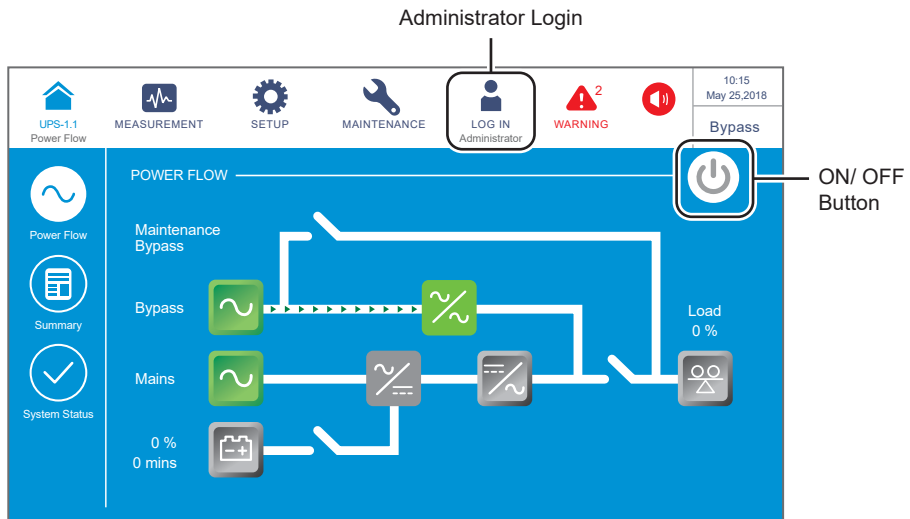 Administrator Login
UPS-1.1
Power Flow
MEASUREMENT
SETUP
MAINTENANCE
LOG IN
Administrator
WARNING
2
10:15
May 25,2018
Bypass
ON/ OFF
Button
POWER FLOW
Power Flow
Summary
System Status
Maintenance
Bypass
Bypass
Mains
0 %
0 mins
Load
0 %